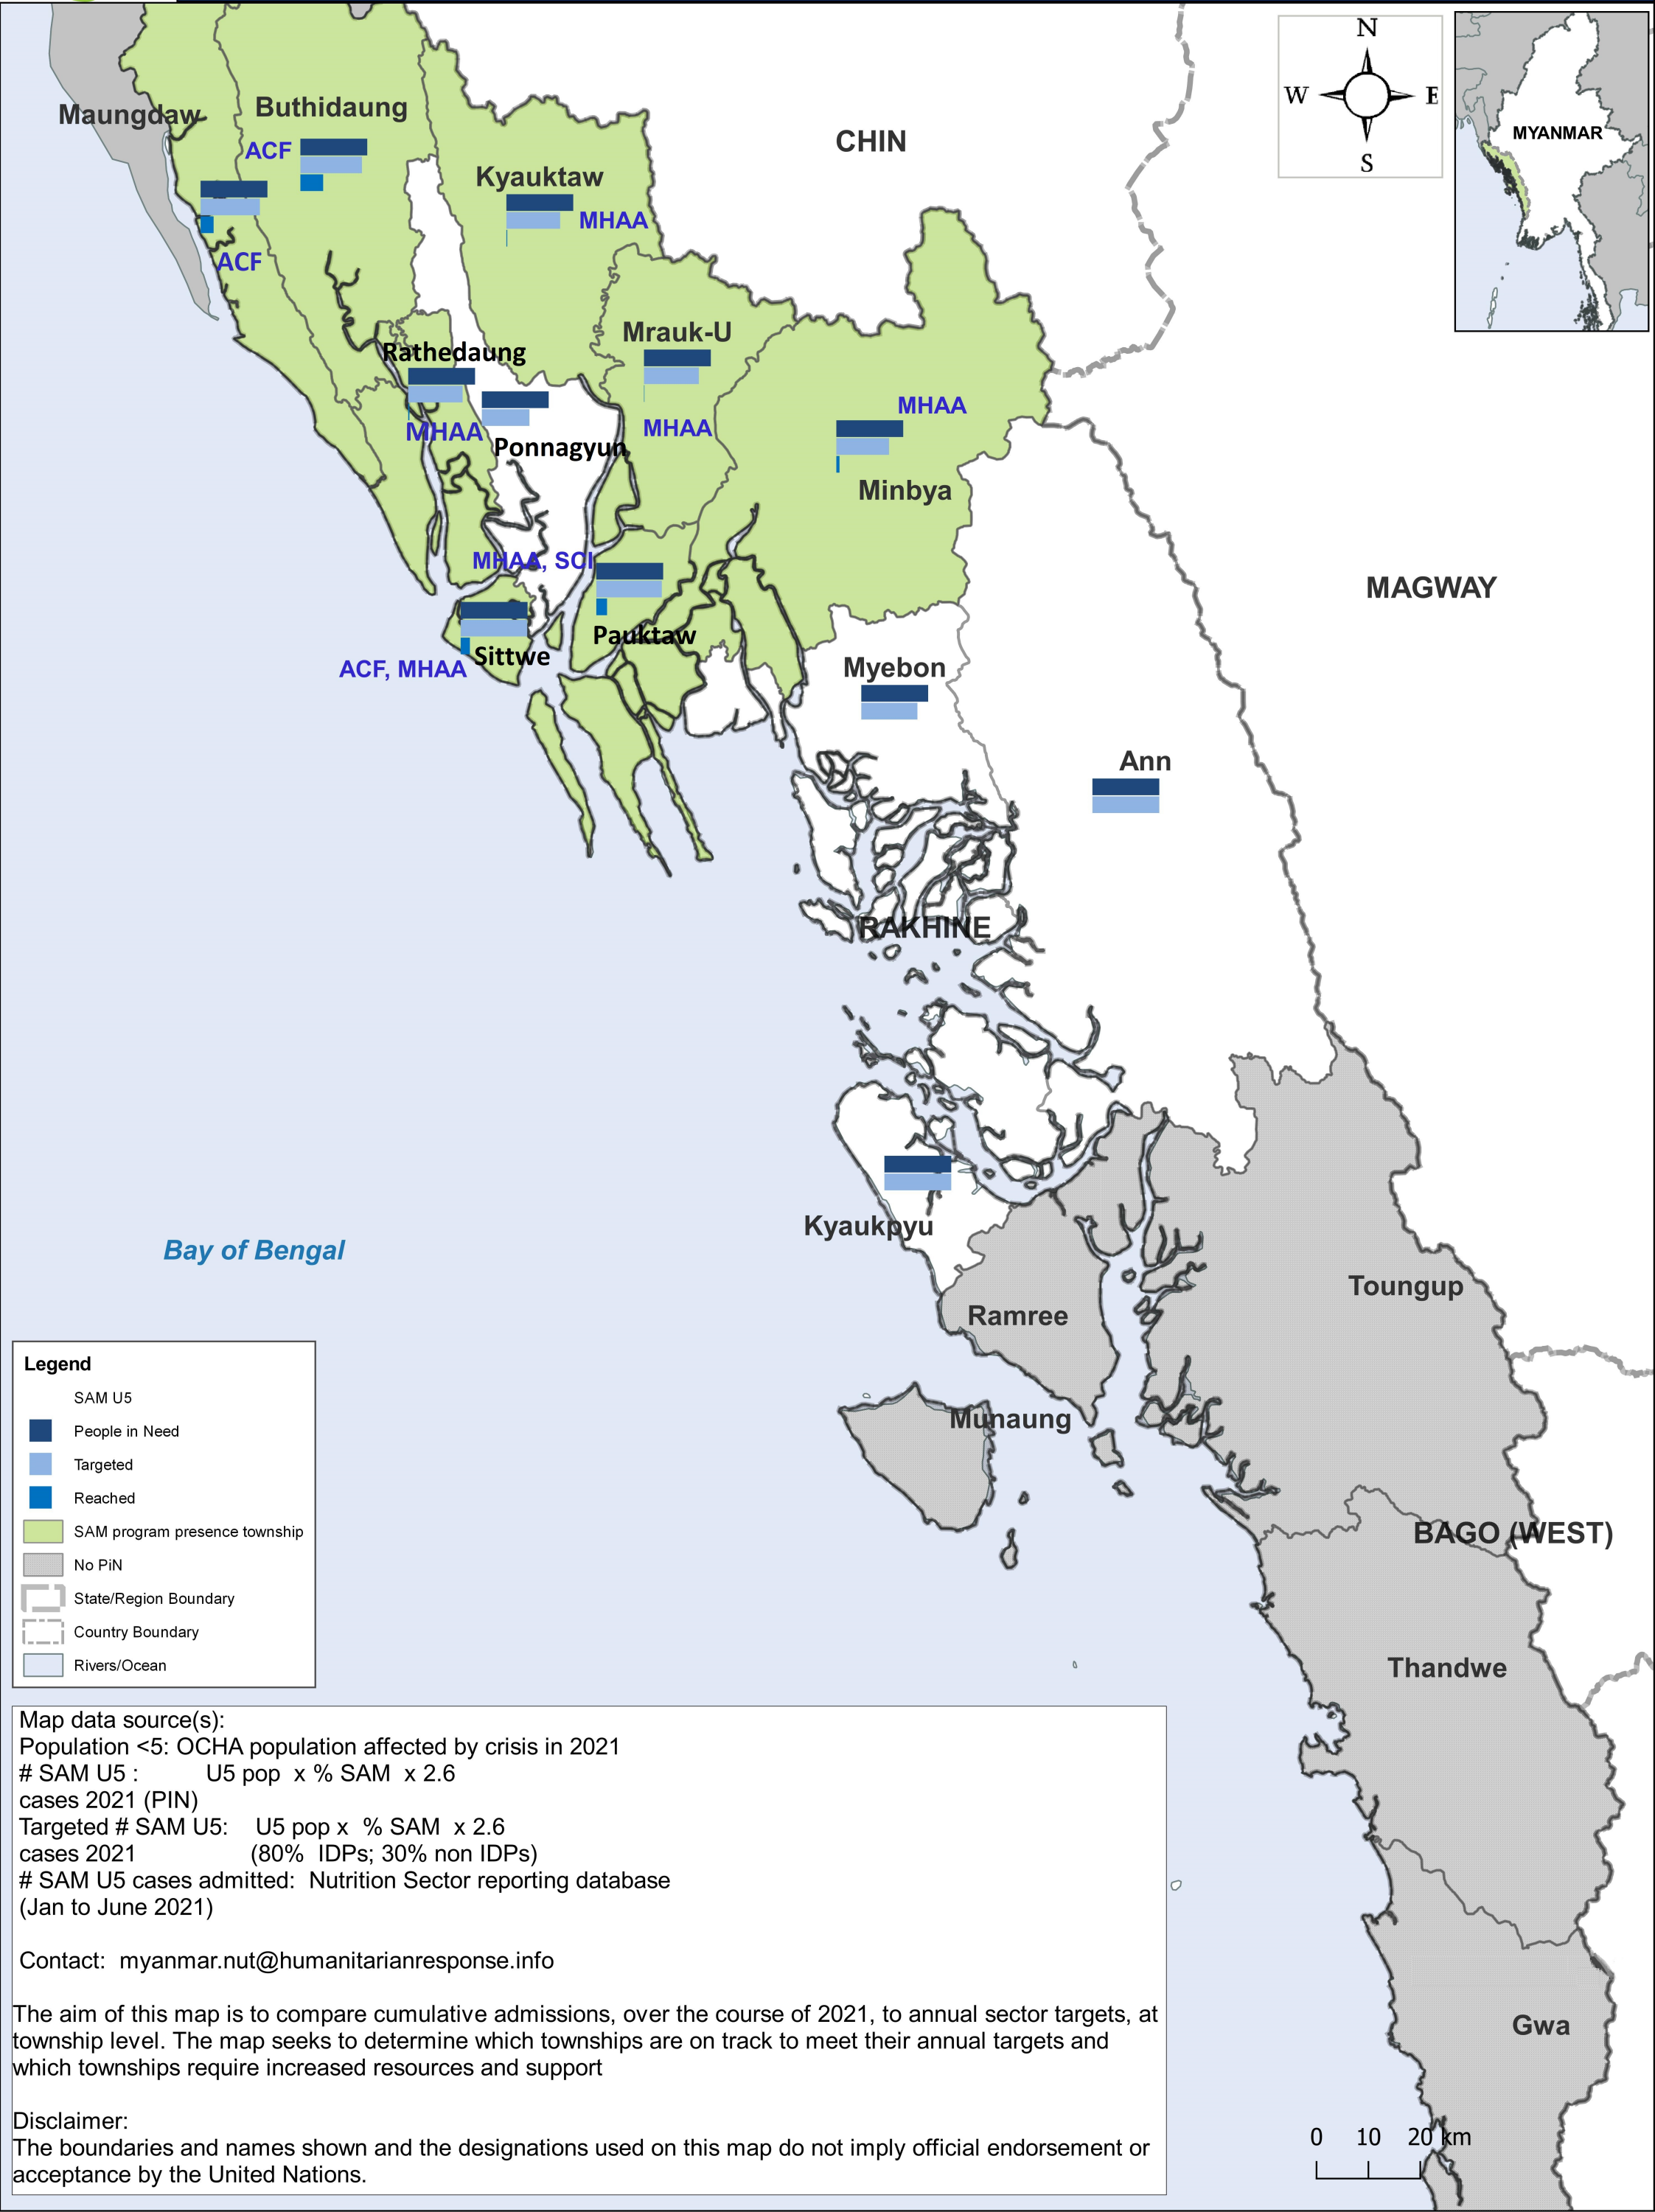 N
W E
S
MYANMAR
CHIN
Maungdaw
Buthidaung
ACF
Kyauktaw
MHAA
ACF
Mrauk-U
Rathedaung
MHAA
MHAA
MHAA
Ponnagyun
Minbya
MHAA, SCI
MAGWAY
Pauktaw
Sittwe
ACF, MHAA
Myebon
Ann
RAKHINE
Kyaukpyu
Bay of Bengal
Toungup
Ramree
Munaung
BAGO (WEST)
Thandwe
Gwa
0 10 20 km
Legend
SAM U5
People in Need
Targeted
Reached
SAM program presence township
No PiN
State/Region Boundary
Country Boundary
Rivers/Ocean
Map data source(s):
Population <5: OCHA population affected by crisis in 2021
# SAM U5 : U5 pop x % SAM x 2.6
cases 2021 (PIN)
Targeted # SAM U5: U5 pop x % SAM x 2.6
cases 2021 (80% IDPs; 30% non IDPs)
# SAM U5 cases admitted: Nutrition Sector reporting database
(Jan to June 2021)
Contact: myanmar.nut@humanitarianresponse.info
The aim of this map is to compare cumulative admissions, over the course of 2021, to annual sector targets, at
township level. The map seeks to determine which townships are on track to meet their annual targets and
which townships require increased resources and support
Disclaimer:
The boundaries and names shown and the designations used on this map do not imply official endorsement or
acceptance by the United Nations.